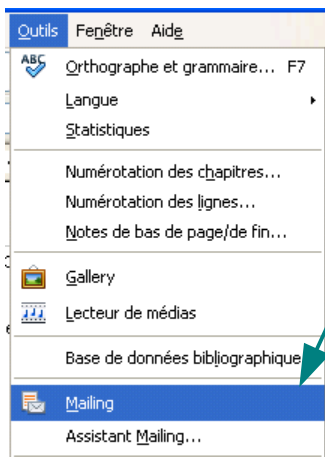 Outils Fenêtre Aide
ABC Orthographe et grammaire... F7
Langue
Statistiques
Numérotation des chapitres...
Numérotation des lignes...
Notes de bas de page/de fin...
Gallery
Lecteur de médias
Base de données bibliographique
Mailing
Assistant Mailing...